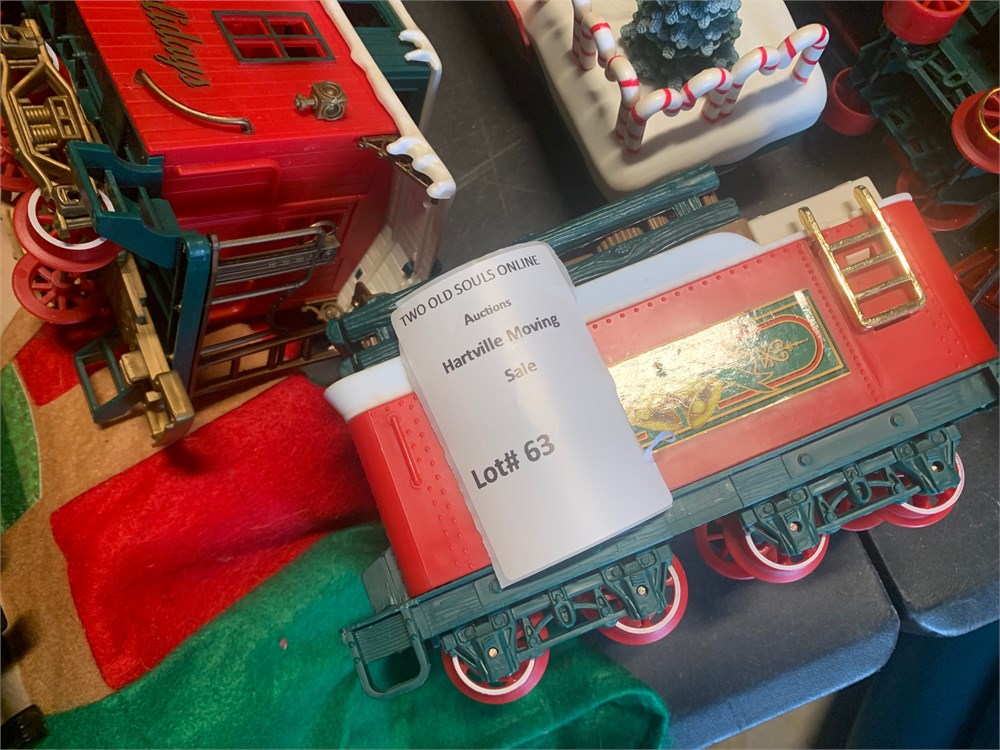 TWO OLD SOULS ONLINE
Auctions
Hartville Moving
Sale
Lot# 63